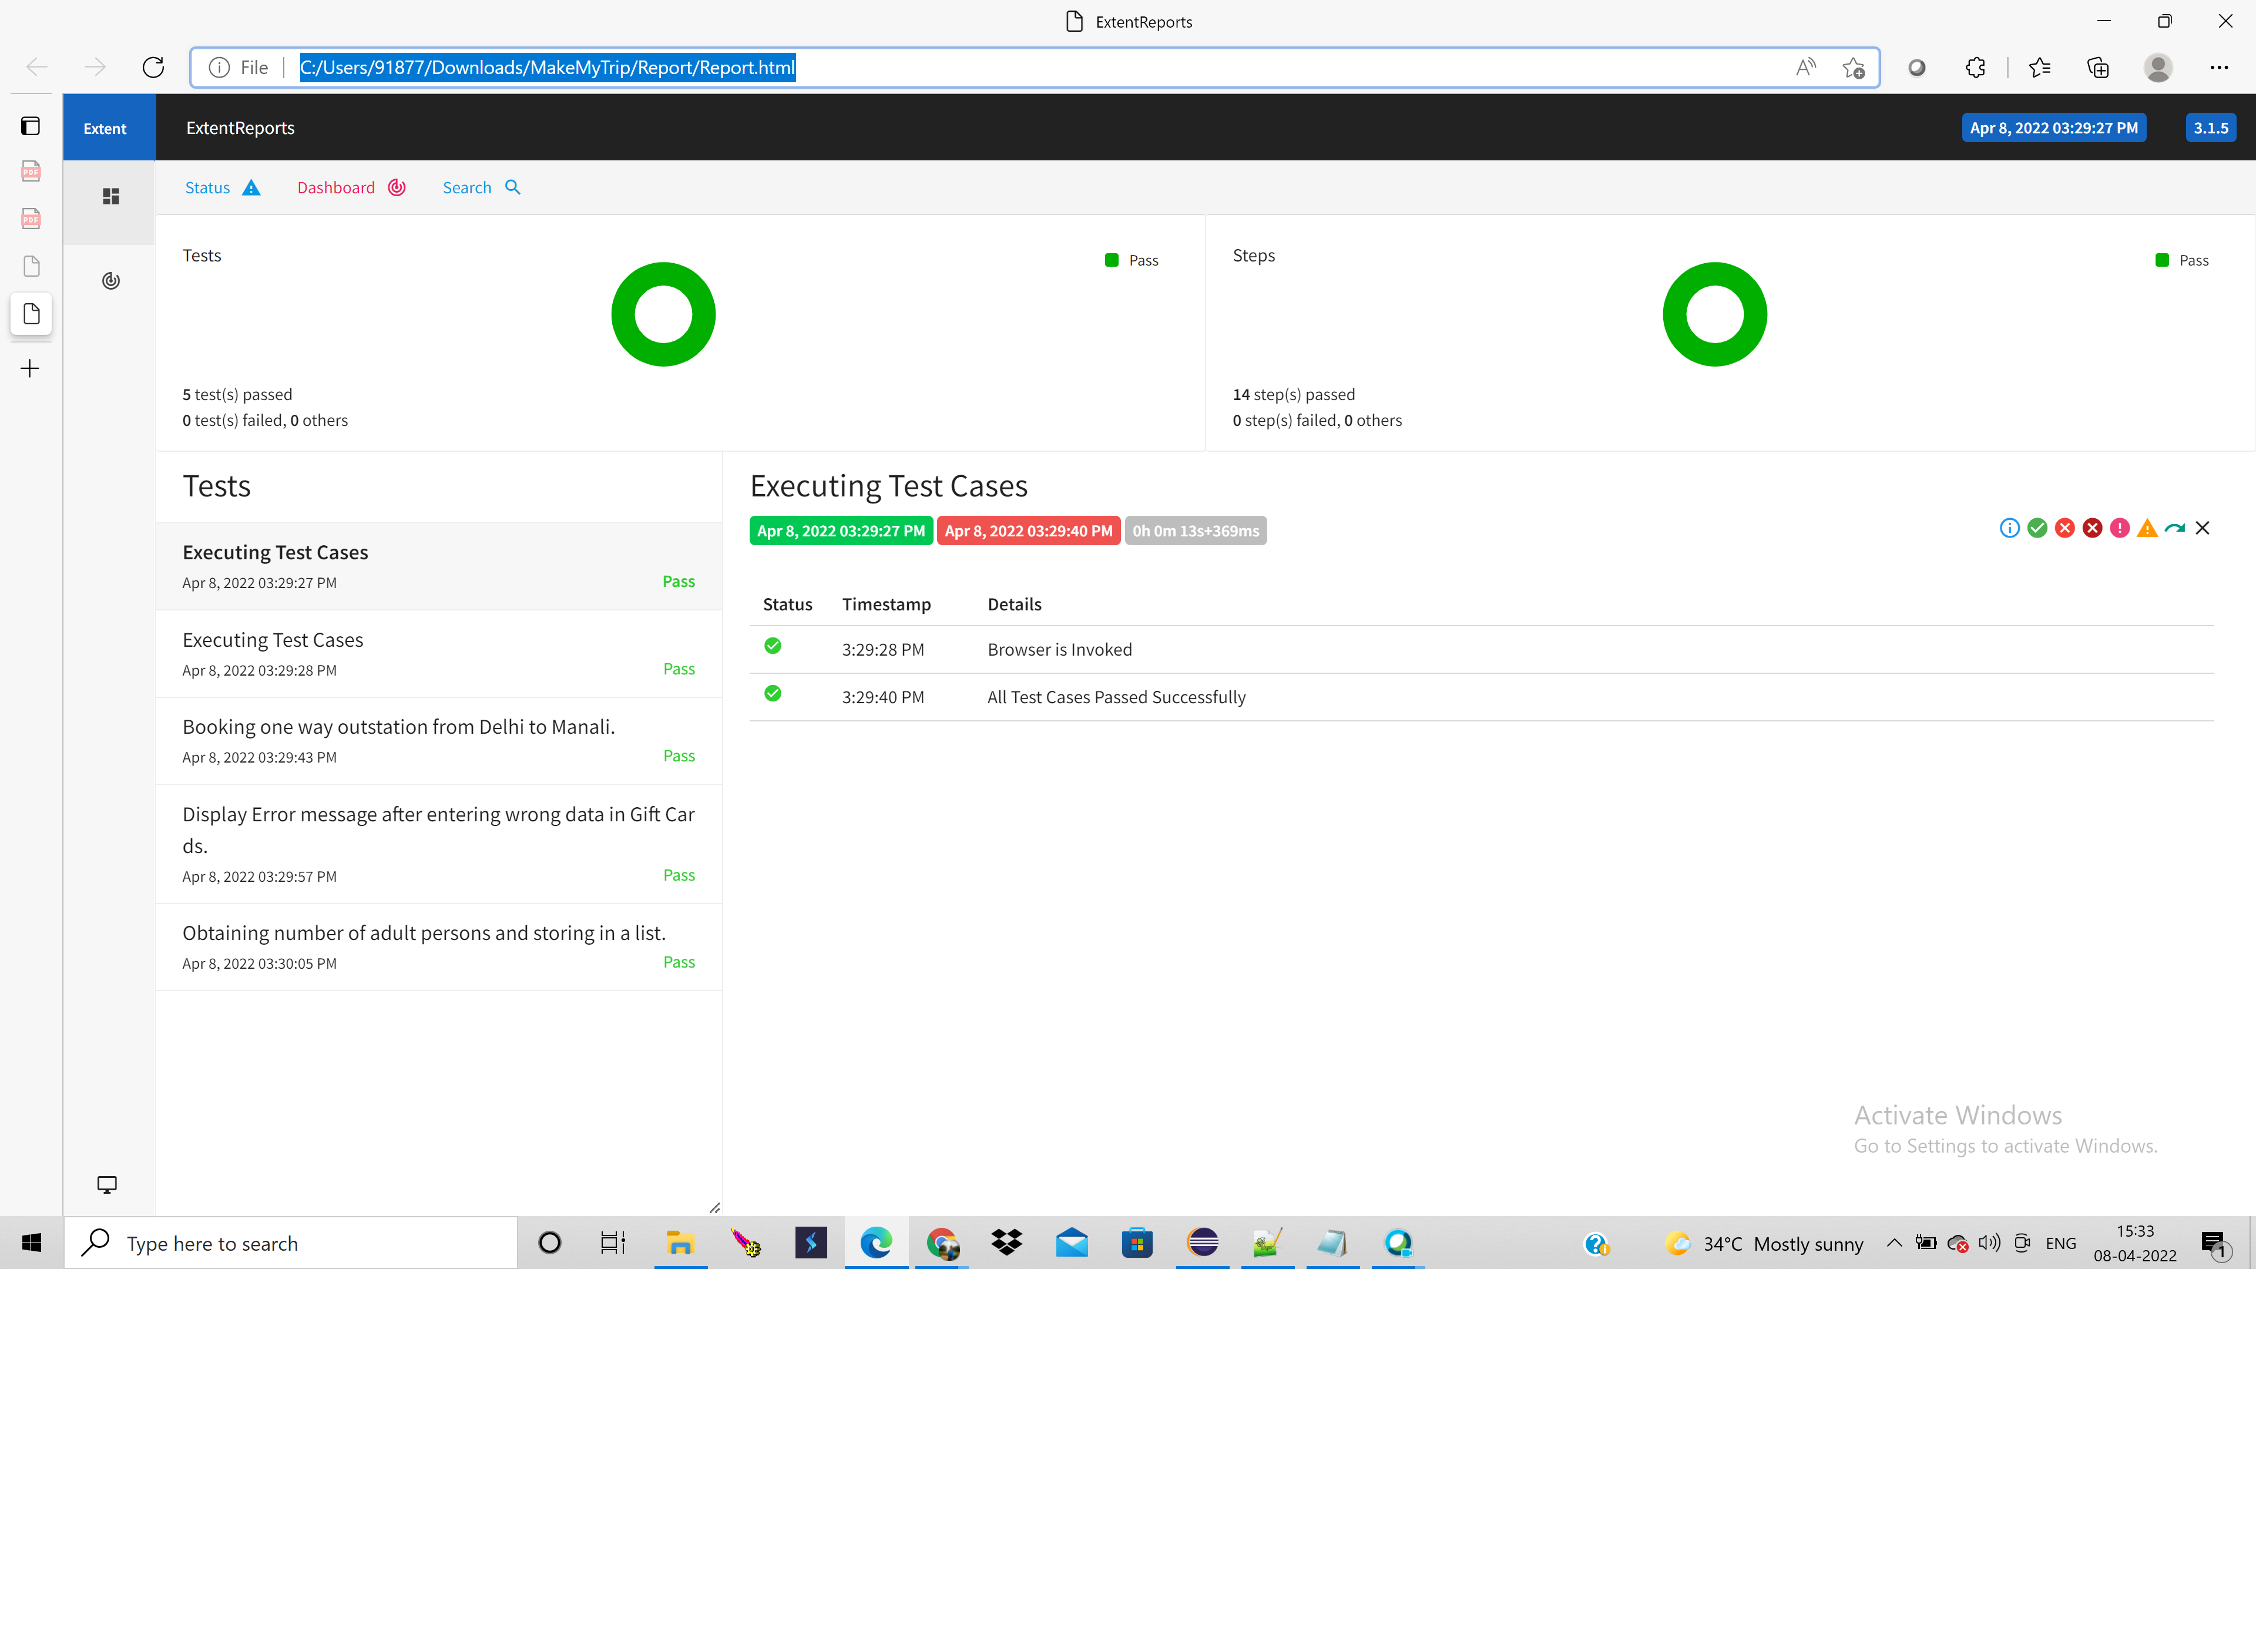 ExtentReports
File C:/Users/91877/Downloads/MakeMyTrip/Report/Report.html
Extent ExtentReports Apr 8, 2022 03:29:27 PM 3.1.5
Status Dashboard Search
Tests Pass
5 test(s) passed
0 test(s) failed, 0 others
Steps Pass
14 step(s) passed
0 step(s) failed, 0 others
Tests
Executing Test Cases
Apr 8, 2022 03:29:27 PM Pass
Executing Test Cases
Apr 8, 2022 03:29:28 PM Pass
Booking one way outstation from Delhi to Manali.
Apr 8, 2022 03:29:43 PM Pass
Display Error message after entering wrong data in Gift Car
ds.
Apr 8, 2022 03:29:57 PM Pass
Obtaining number of adult persons and storing in a list.
Apr 8, 2022 03:30:05 PM Pass
Executing Test Cases
Apr 8, 2022 03:29:27 PM Apr 8, 2022 03:29:40 PM 0h 0m 13s+369ms
Status Timestamp Details
3:29:28 PM Browser is Invoked
3:29:40 PM All Test Cases Passed Successfully
Activate Windows
Go to Settings to activate Windows.
Type here to search
34°C Mostly sunny
ENG
15:33
08-04-2022
1